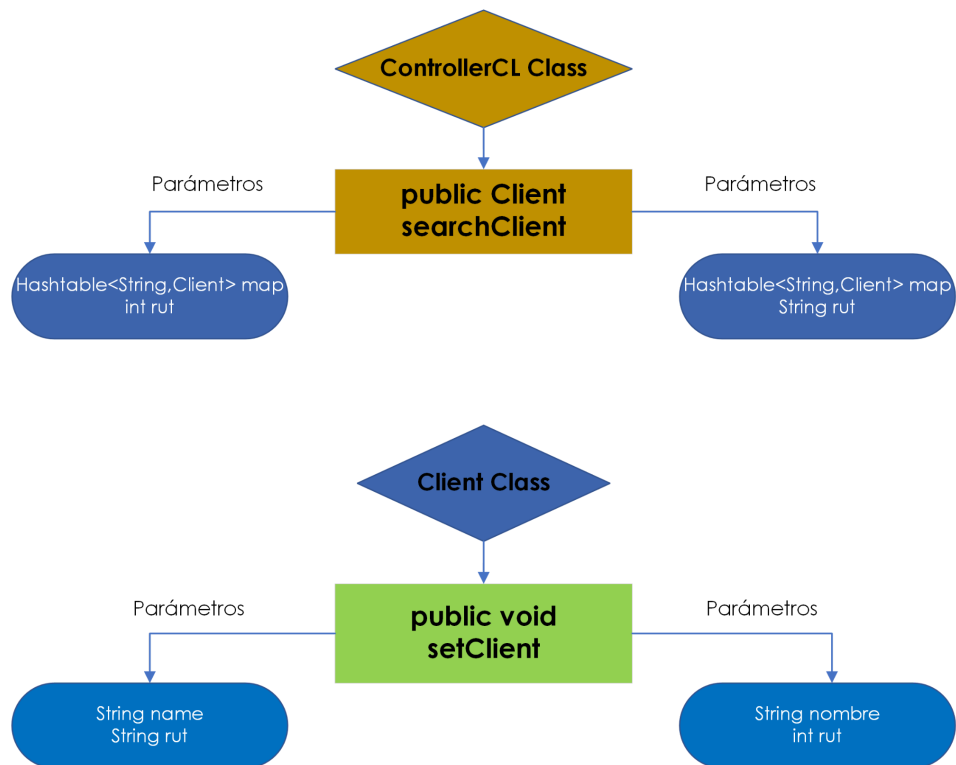 ControllerCL Class
Parámetros
Parámetros
public Client
searchClient
Hashtable<String,Client> map
int rut
Hashtable<String,Client> map
String rut
Client Class
Parámetros
Parámetros
public void
setClient
String name
String rut
String nombre
int rut